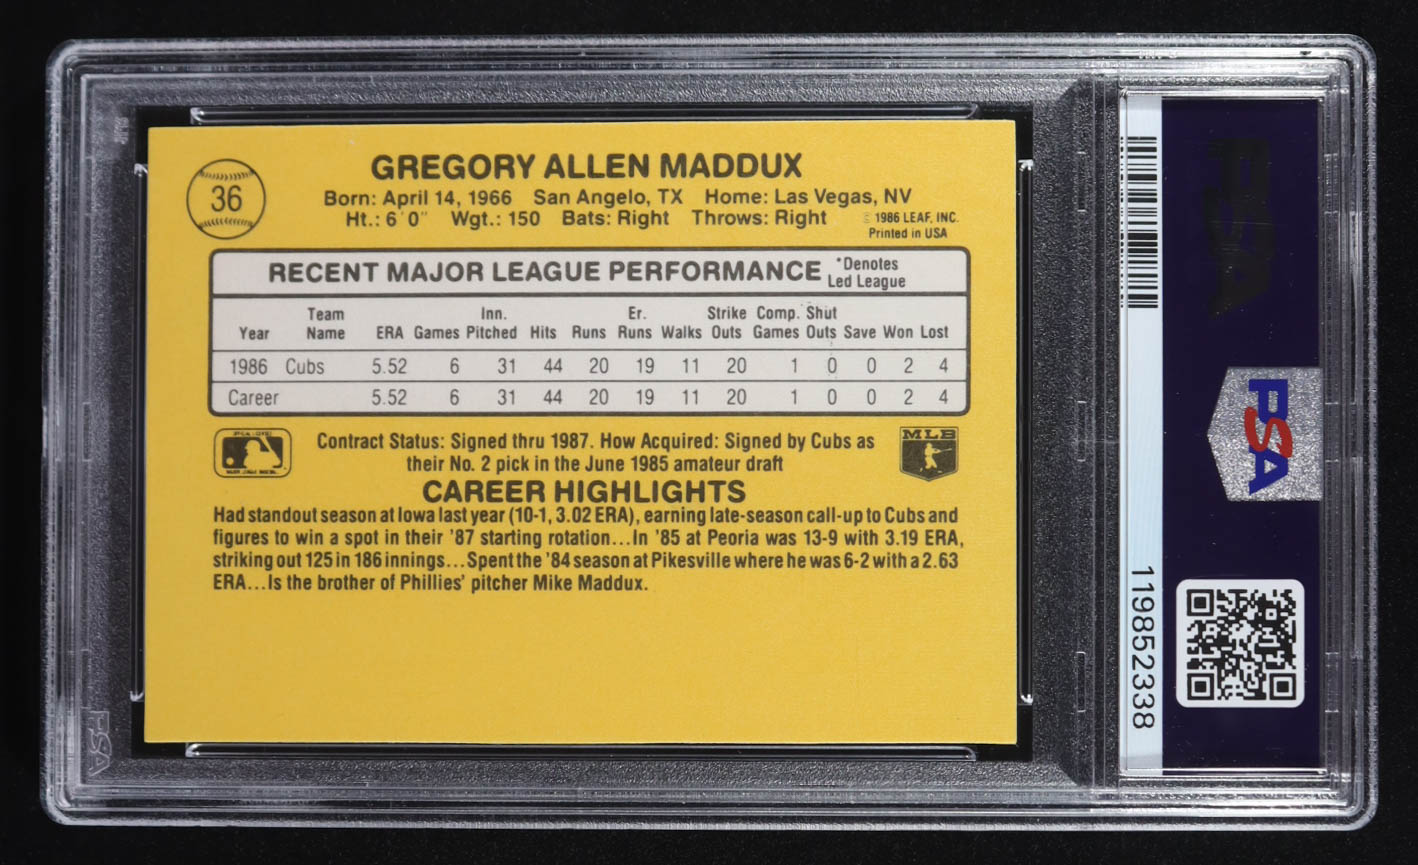 36
GREGORY ALLEN MADDUX
Born: April 14, 1966 San Angelo, TX Home: Las Vegas, NV
Ht.: 6'0" Wgt.: 150 Bats: Right Throws: Right
© 1986 LEAF, INC.
Printed in USA
RECENT MAJOR LEAGUE PERFORMANCE *Denotes Led League
Year Team Name ERA Games Inn. Pitched Hits Runs Er. Runs Walks Strike Outs Comp. Games Shut Outs Save Won Lost
1986 Cubs 5.52 6 31 44 20 19 11 20 1 0 0 2 4
Career 5.52 6 31 44 20 19 11 20 1 0 0 2 4
Contract Status: Signed thru 1987. How Acquired: Signed by Cubs as
their No. 2 pick in the June 1985 amateur draft
MLB
CAREER HIGHLIGHTS
Had standout season at Iowa last year (10-1, 3.02 ERA), earning late-season call-up to Cubs and
figures to win a spot in their '87 starting rotation...In '85 at Peoria was 13-9 with 3.19 ERA,
striking out 125 in 186 innings...Spent the '84 season at Pikesville where he was 6-2 with a 2.63
ERA...Is the brother of Phillies' pitcher Mike Maddux.
PSA
PSA
PSA
119852338